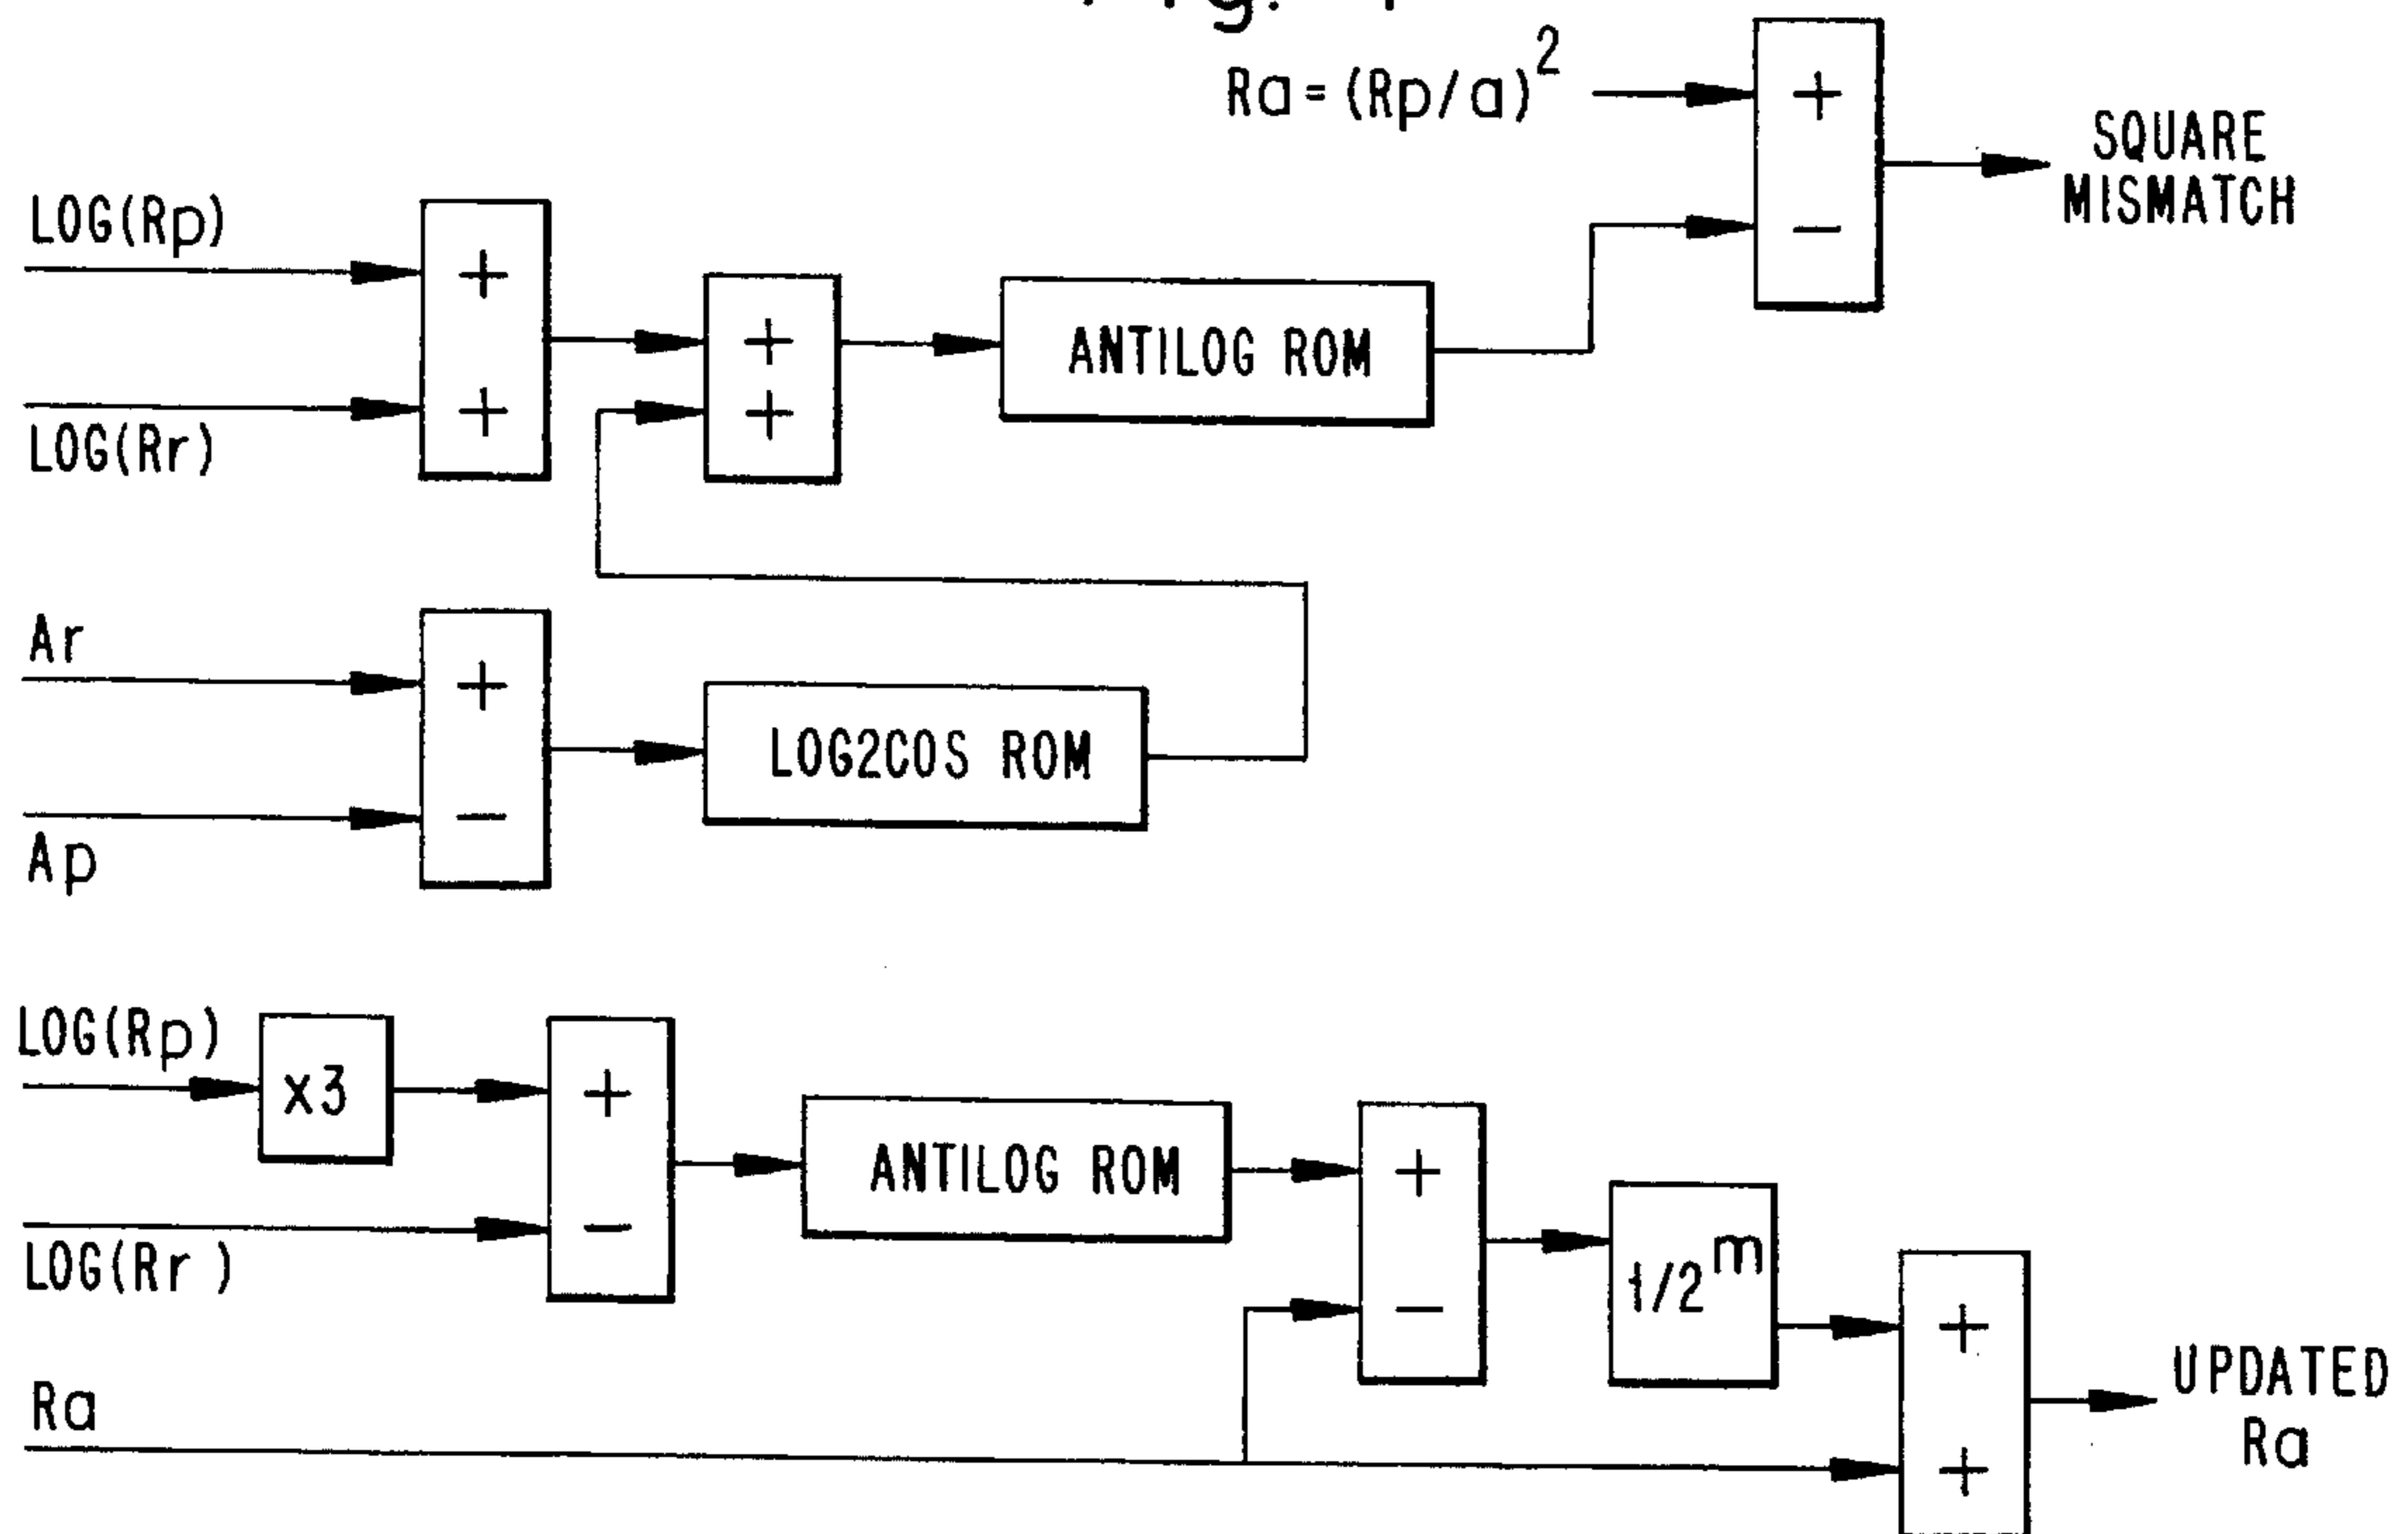 Ra = (Rp/a)²
+
−
SQUARE
MISMATCH
LOG(Rp)
+
+
LOG(Rr)
+
+
ANTILOG ROM
Ar
+
−
Ap
LOG2COS ROM
LOG(Rp)
x3
+
−
LOG(Rr )
ANTILOG ROM
+
−
1/2ᵐ
Ra
+
+
UPDATED
Ra